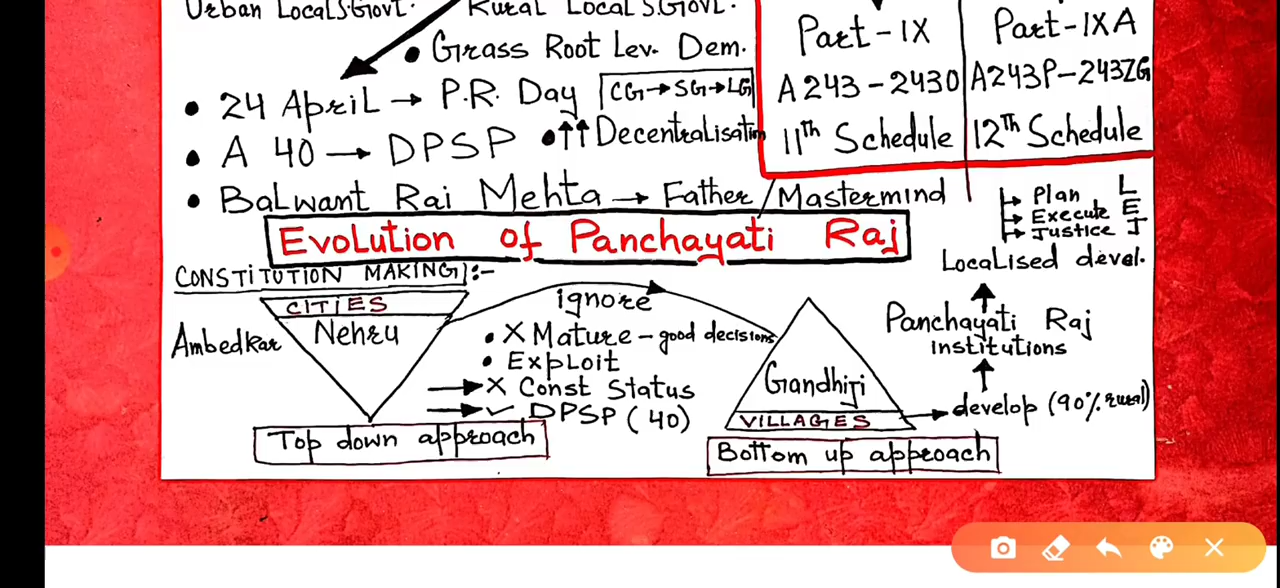 Urban Local S.Govt.
Rural Local S.Govt.
• Grass Root Lev. Dem.
• 24 April → P.R. Day
CG→SG→LG
• A 40 → DPSP
• ↑↑ Decentralisation
• Balwant Rai Mehta → Father/Mastermind
Part-IX
Part-IXA
A 243-243O
A243P-243ZG
11th Schedule
12th Schedule
Evolution of Panchayati Raj
CONSTITUTION MAKING:-
CITIES
Nehru
Ambedkar
Top down approach
ignore
• X Mature - good decisions
• Exploit
→ X Const Status
→ ✓ DPSP (40)
Gandhiji
VILLAGES
Bottom up approach
→ Plan L
→ Execute E
→ Justice J
Localised devel.
Panchayati Raj
institutions
develop (90% rural)